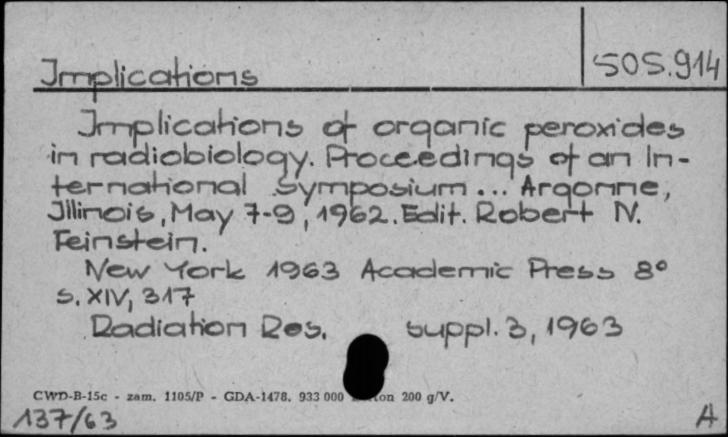 Implications
505.914
Implications of organic peroxides
in radiobiology. Proceedings of an In-
ternational Symposium... Argonne,
Illinois, May 7-9, 1962. Edit. Robert N.
Feinstein.
New York 1963 Academic Press 8°
s. XIV, 317
Radiation Res. suppl. 3, 1963
CWD-B-15c - zam. 1105/P - GDA-1478. 933 000 200 g/V.
137/63
A